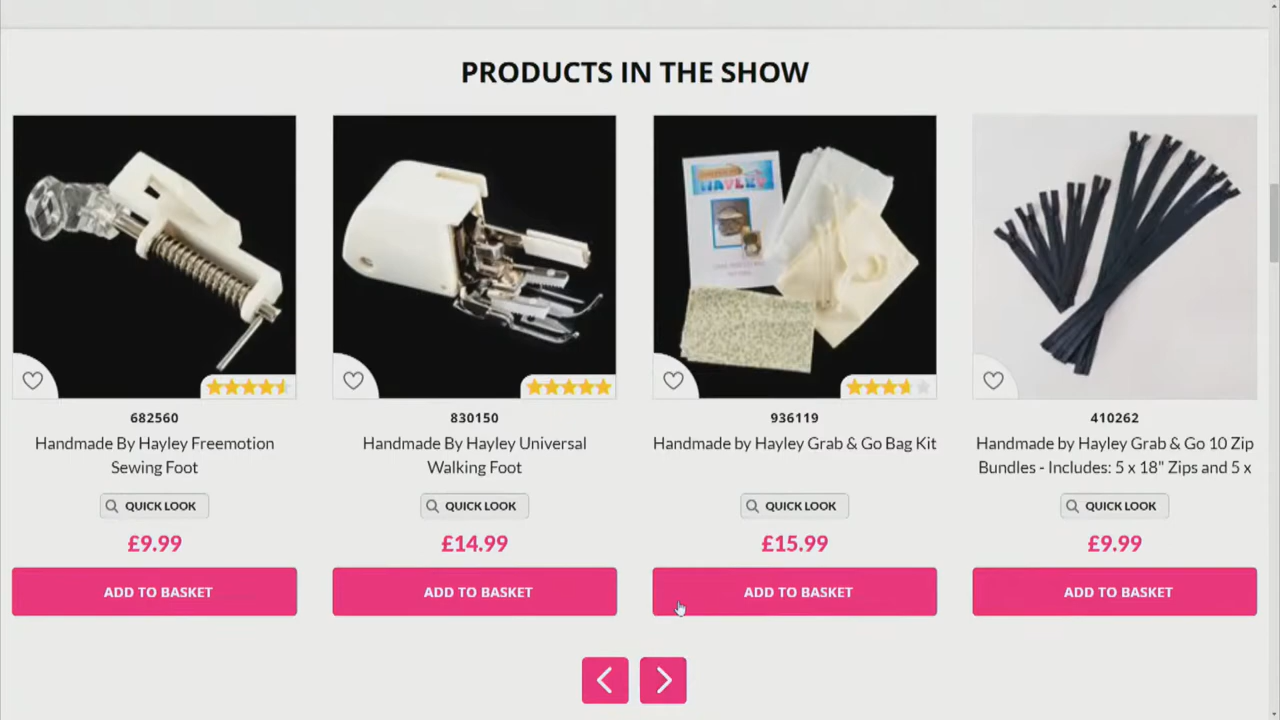 PRODUCTS IN THE SHOW
HAYLEY
682560
Handmade By Hayley Freemotion
Sewing Foot
QUICK LOOK
£9.99
ADD TO BASKET
830150
Handmade By Hayley Universal
Walking Foot
QUICK LOOK
£14.99
ADD TO BASKET
936119
Handmade by Hayley Grab & Go Bag Kit
QUICK LOOK
£15.99
ADD TO BASKET
410262
Handmade by Hayley Grab & Go 10 Zip
Bundles - Includes: 5 x 18" Zips and 5 x
QUICK LOOK
£9.99
ADD TO BASKET